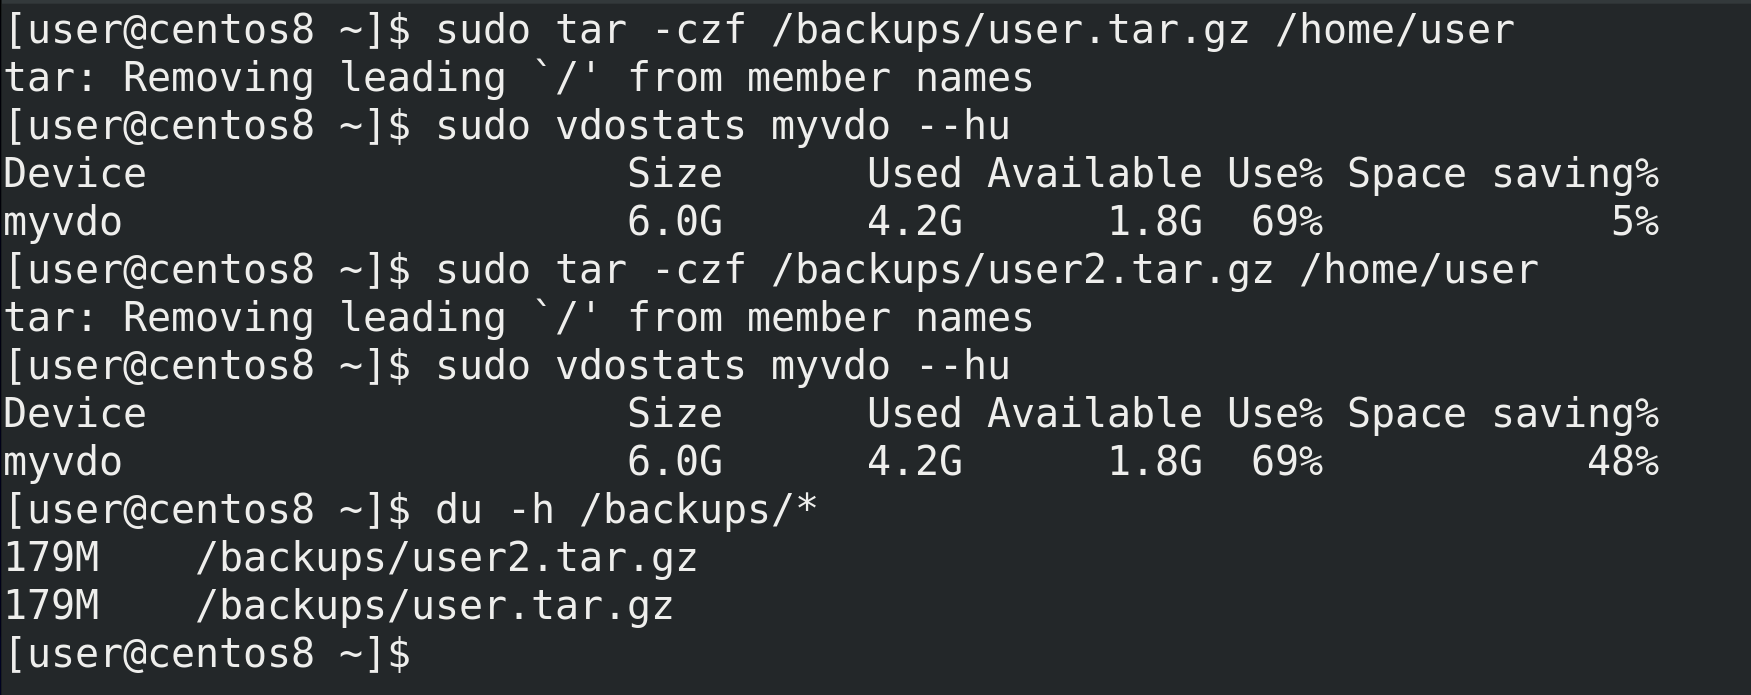 [user@centos8 ~]$ sudo tar -czf /backups/user.tar.gz /home/user
tar: Removing leading `/' from member names
[user@centos8 ~]$ sudo vdostats myvdo --hu
Device                    Size      Used Available Use% Space saving%
myvdo                     6.0G      4.2G      1.8G  69%            5%
[user@centos8 ~]$ sudo tar -czf /backups/user2.tar.gz /home/user
tar: Removing leading `/' from member names
[user@centos8 ~]$ sudo vdostats myvdo --hu
Device                    Size      Used Available Use% Space saving%
myvdo                     6.0G      4.2G      1.8G  69%           48%
[user@centos8 ~]$ du -h /backups/*
179M    /backups/user2.tar.gz
179M    /backups/user.tar.gz
[user@centos8 ~]$